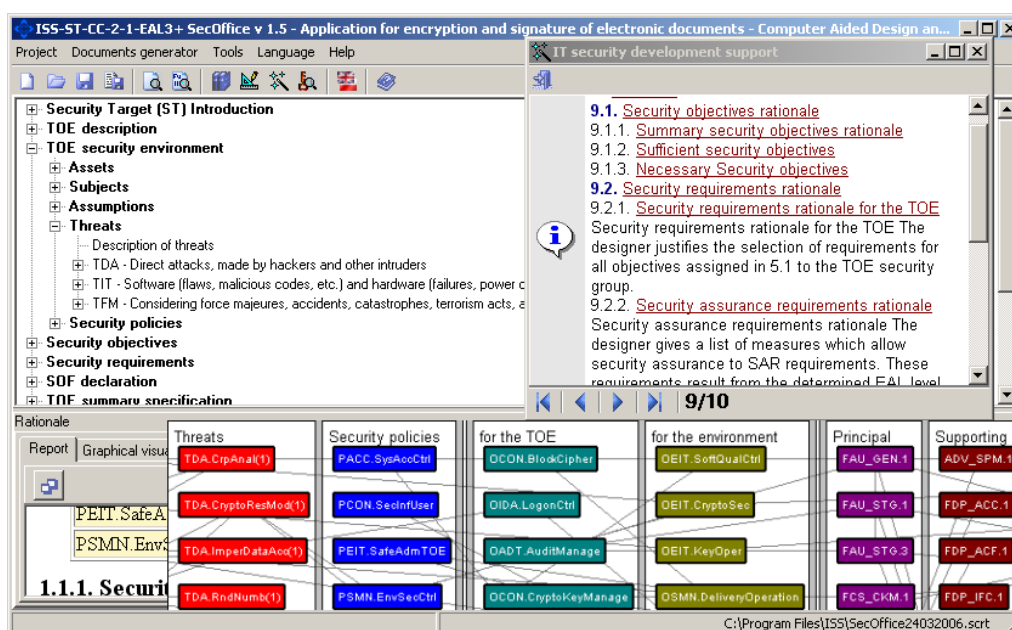 ISS-ST-CC-2-1-EAL3+ SecOffice v 1.5 - Application for encryption and signature of electronic documents - Computer Aided Design an...
Project Documents generator Tools Language Help
Security Target (ST) Introduction
TOE description
TOE security environment
Assets
Subjects
Assumptions
Threats
Description of threats
TDA - Direct attacks, made by hackers and other intruders
TIT - Software (flaws, malicious codes, etc.) and hardware (failures, power
TFM - Considering force majeures, accidents, catastrophes, terrorism acts,
Security policies
Security objectives
Security requirements
SOF declaration
TOE summary specification
IT security development support
9.1. Security objectives rationale
9.1.1. Summary security objectives rationale
9.1.2. Sufficient security objectives
9.1.3. Necessary Security objectives
9.2. Security requirements rationale
9.2.1. Security requirements rationale for the TOE
Security requirements rationale for the TOE The
designer justifies the selection of requirements for
all objectives assigned in 5.1 to the TOE security
group.
9.2.2. Security assurance requirements rationale
Security assurance requirements rationale The
designer gives a list of measures which allow
security assurance to SAR requirements. These
requirements result from the determined EAL level
9/10
Rationale
Report Graphical visua
PEIT.SafeA
PSMN.EnvS
1.1.1. Securit
Threats Security policies for the TOE for the environment Principal Supporting
TDA.CrpAnal(1) PACC.SysAccCtrl OCON.BlockCipher OEIT.SoftQualCtrl FAU_GEN.1 ADV_SPM.1
TDA.CryptoResMod(1) PCON.SecInfUser OIDA.LogonCtrl OEIT.CryptoSec FAU_STG.1 FDP_ACC.1
TDA.ImperDataAcc(1) PEIT.SafeAdmTOE OADT.AuditManage OEIT.KeyOper FAU_STG.3 FDP_ACF.1
TDA.RndNumb(1) PSMN.EnvSecCtrl OCON.CryptoKeyManage OSMN.DeliveryOperation FCS_CKM.1 FDP_IFC.1
C:\Program Files\ISS\SecOffice24032006.scrt